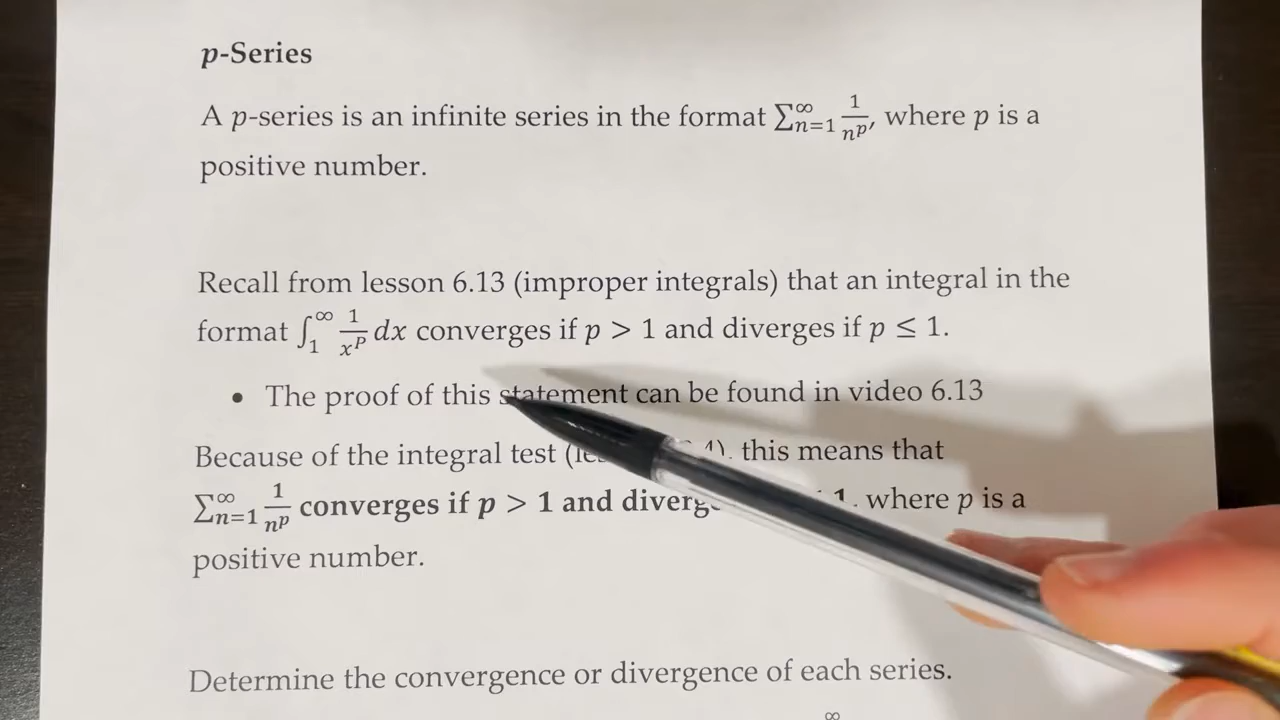 p-Series
A p-series is an infinite series in the format ∑_{n=1}^{∞} 1/n^p, where p is a
positive number.
Recall from lesson 6.13 (improper integrals) that an integral in the
format ∫_1^∞ 1/x^P dx converges if p > 1 and diverges if p ≤ 1.
• The proof of this statement can be found in video 6.13
Because of the integral test this means that
∑_{n=1}^{∞} 1/n^p converges if p > 1 and 1, where p is a
positive number.
Determine the convergence or divergence of each series.
∞